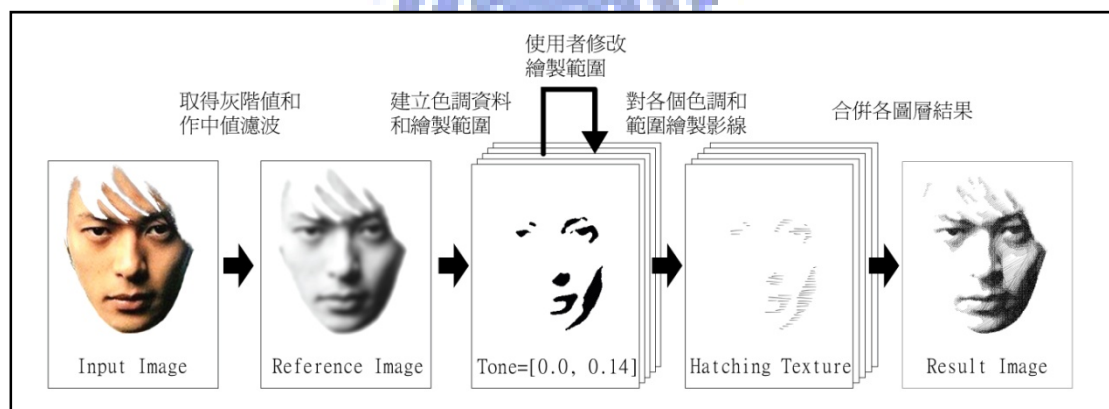 使用者修改
繪製範圍
取得灰階值和
作中值濾波
建立色調資料
和繪製範圍
對各個色調和
範圍繪製影線
合併各圖層結果
Input Image
Reference Image
Tone=[0.0, 0.14]
Hatching Texture
Result Image